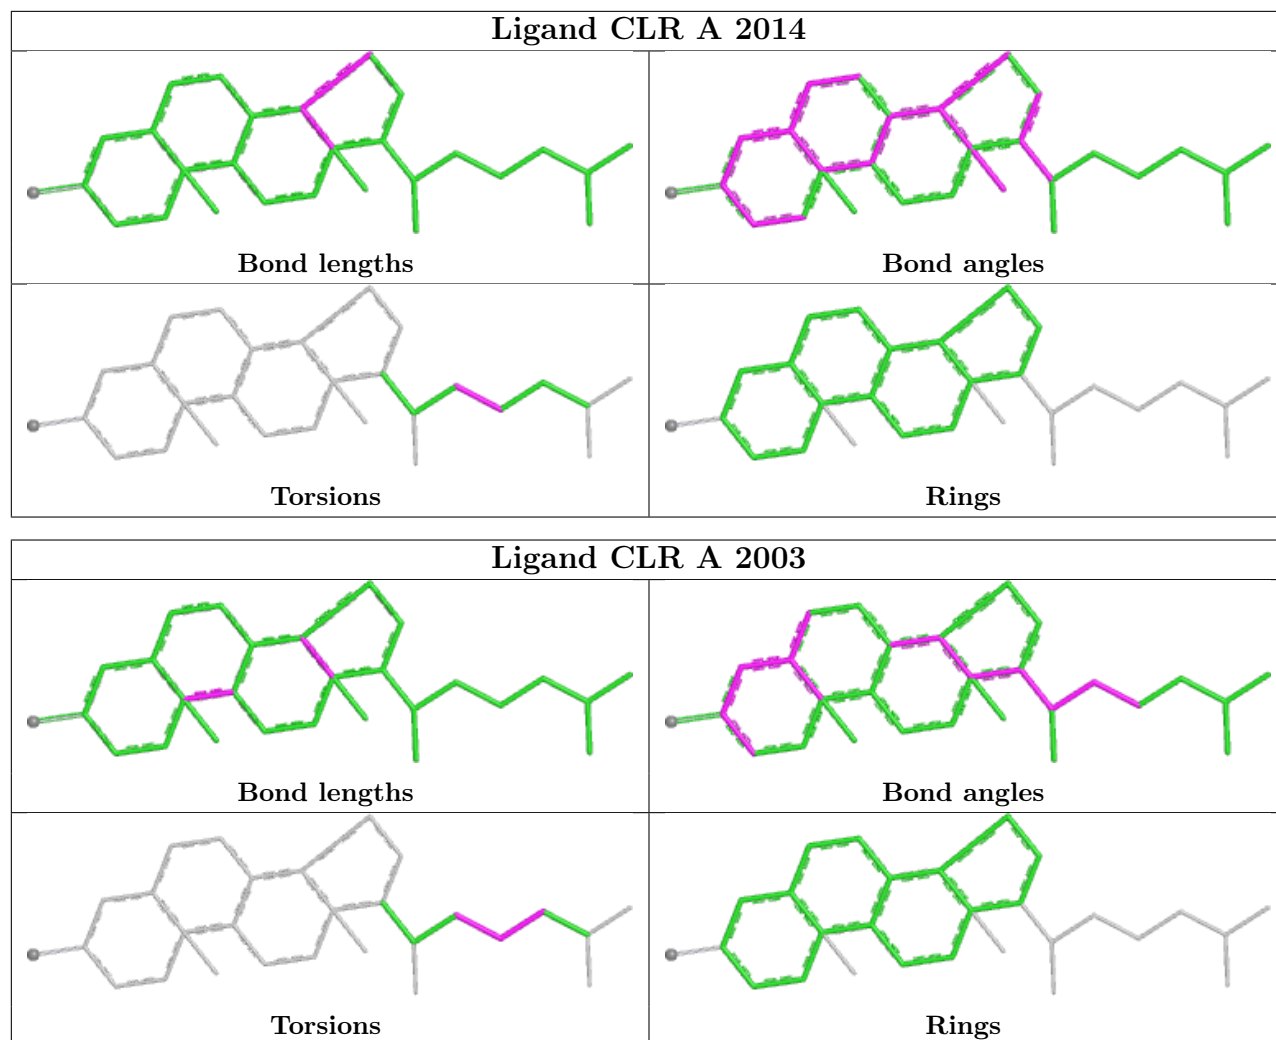 Ligand CLR A 2014
Bond lengths
Bond angles
Torsions
Rings
Ligand CLR A 2003
Bond lengths
Bond angles
Torsions
Rings